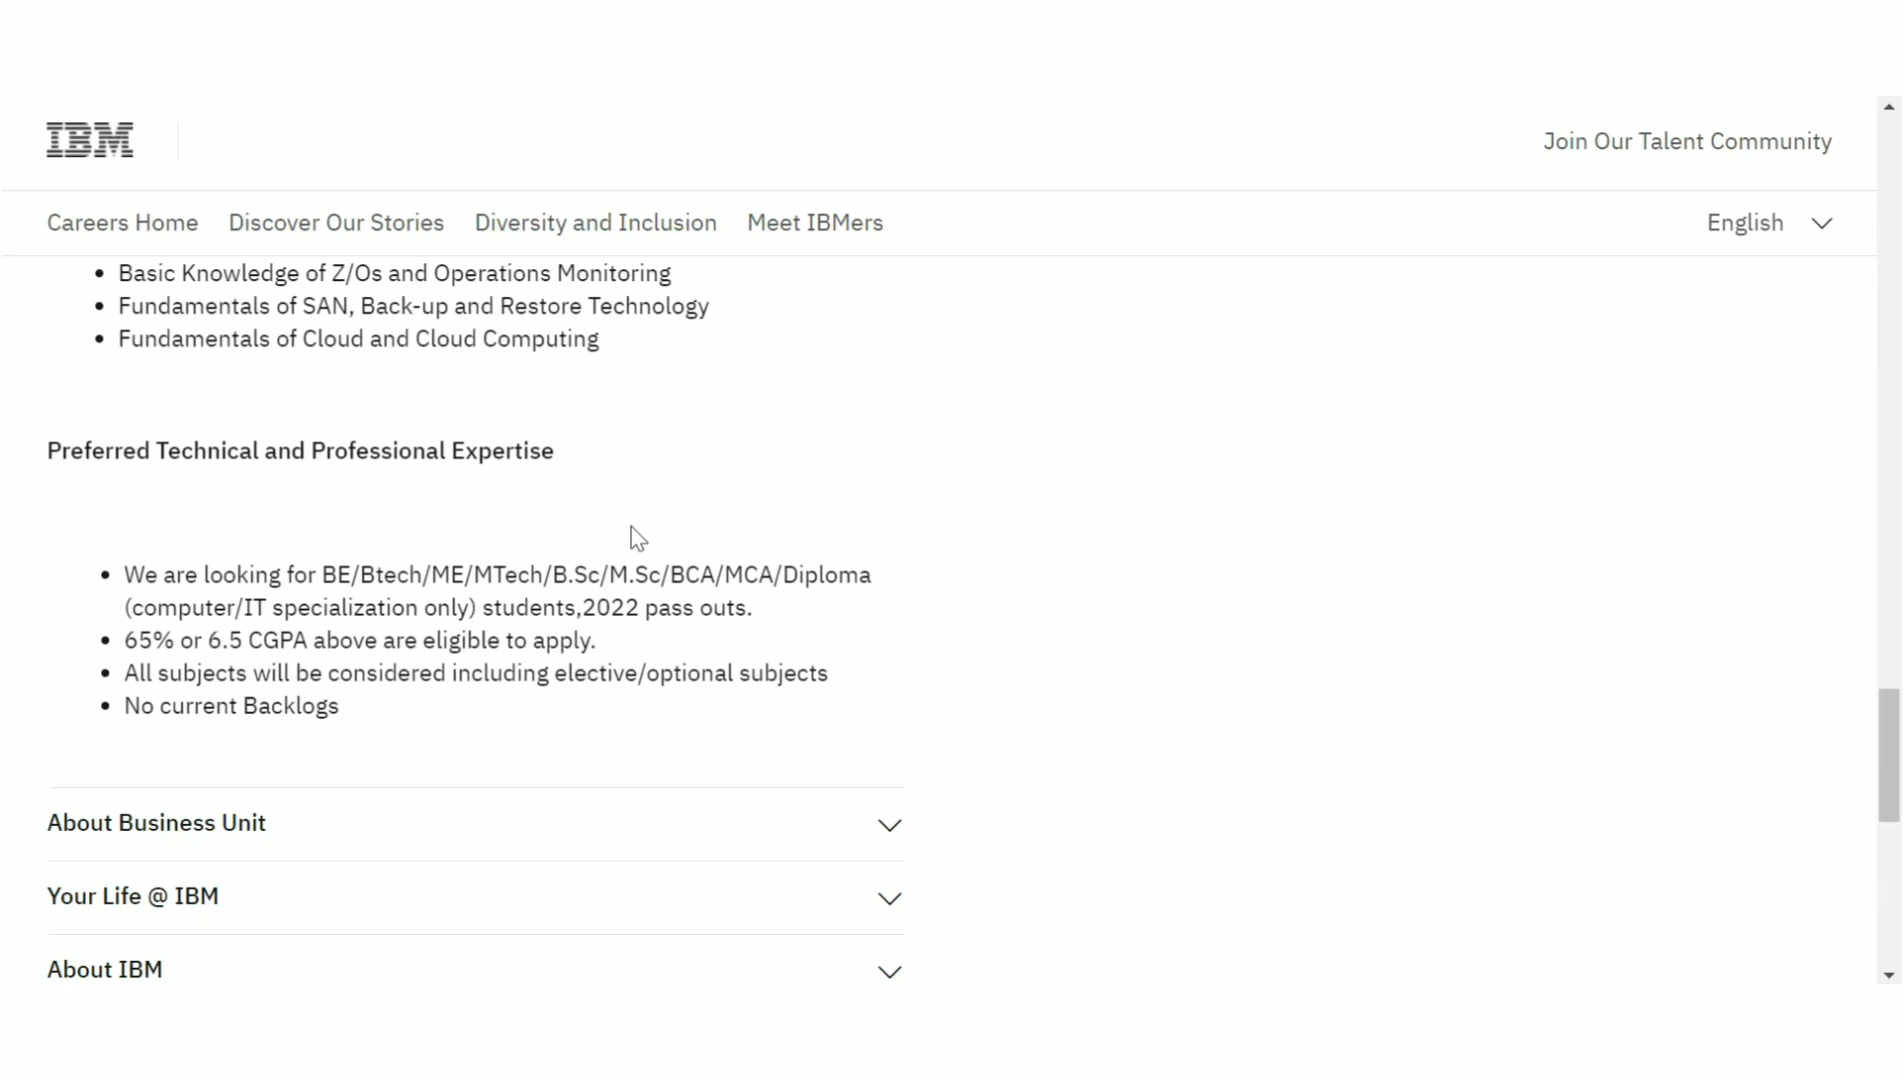 IBM
Join Our Talent Community
Careers Home Discover Our Stories Diversity and Inclusion Meet IBMers English
Basic Knowledge of Z/Os and Operations Monitoring
Fundamentals of SAN, Back-up and Restore Technology
Fundamentals of Cloud and Cloud Computing
Preferred Technical and Professional Expertise
We are looking for BE/Btech/ME/MTech/B.Sc/M.Sc/BCA/MCA/Diploma
(computer/IT specialization only) students,2022 pass outs.
65% or 6.5 CGPA above are eligible to apply.
All subjects will be considered including elective/optional subjects
No current Backlogs
About Business Unit
Your Life @ IBM
About IBM